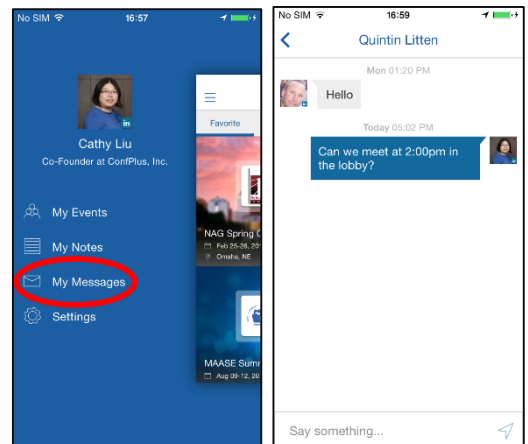 No SIM 16:57
in
Cathy Liu
Co-Founder at ConfPlus, Inc.
My Events
My Notes
My Messages
Settings
Favorite
NAG Spring
Feb 25-26, 201
Omaha, NE
MAASE Sum
Aug 09-12, 20
No SIM 16:59
Quintin Litten
Mon 01:20 PM
Hello
Today 05:02 PM
Can we meet at 2:00pm in
the lobby?
Say something...